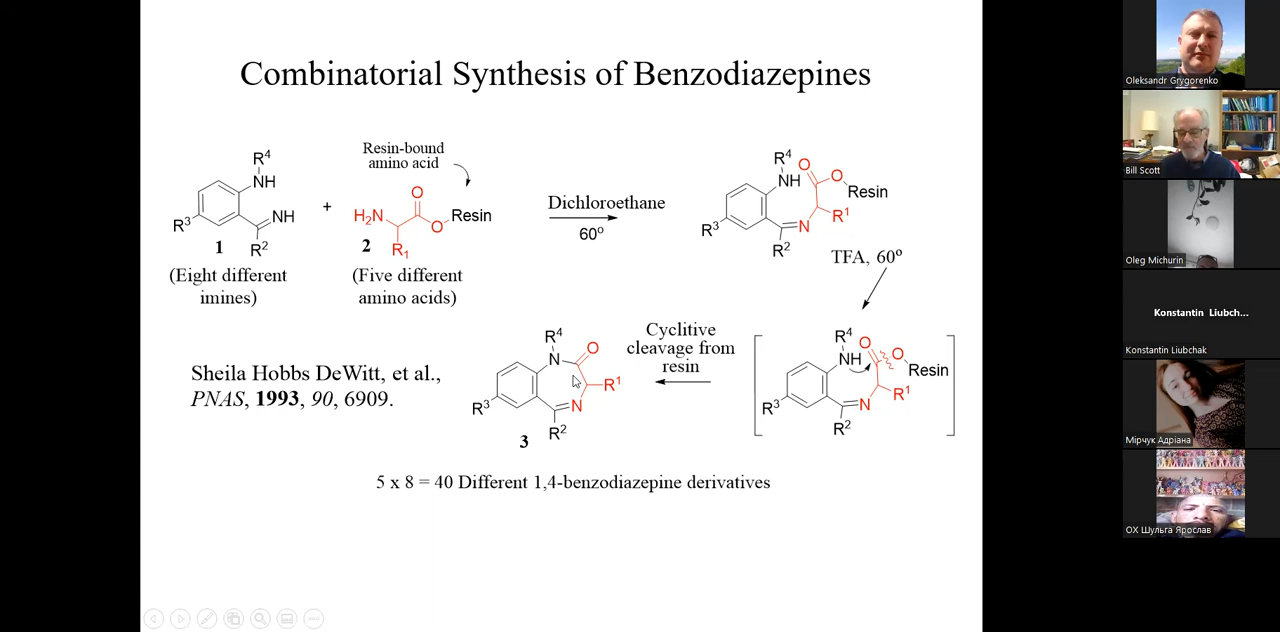 Combinatorial Synthesis of Benzodiazepines
Resin-bound
amino acid
R⁴
NH
R³
NH
R²
1
(Eight different
imines)
+
O
H₂N
O
Resin
R₁
2
(Five different
amino acids)
Dichloroethane
60º
R⁴
O
NH
O
Resin
R¹
N
R³
R²
TFA, 60º
R⁴
O
NH
O
Resin
R¹
N
R³
R²
Cyclitive
cleavage from
resin
R⁴
N
O
R¹
N
R³
R²
3
Sheila Hobbs DeWitt, et al.,
PNAS, 1993, 90, 6909.
5 x 8 = 40 Different 1,4-benzodiazepine derivatives
Oleksandr Grygorenko
Bill Scott
Oleg Michurin
Konstantin Liubch...
Konstantin Liubchak
Мірчук Адріана
ОХ Шульга Ярослав